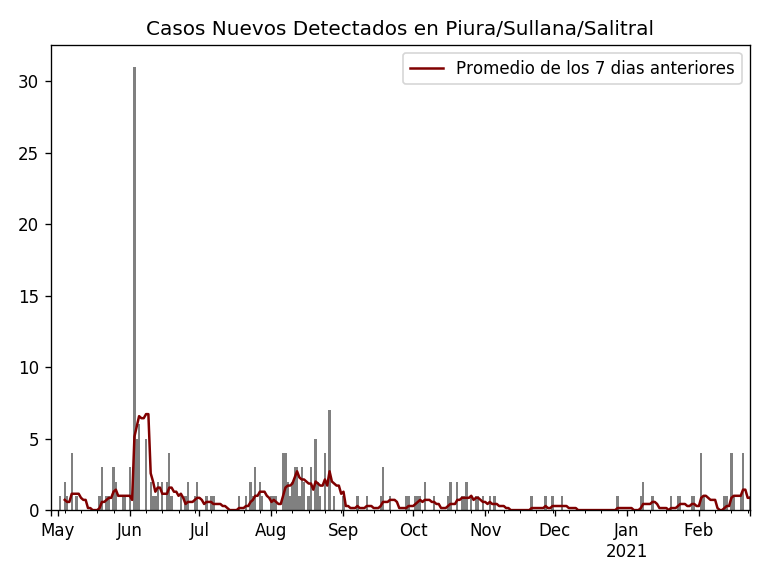 Casos Nuevos Detectados en Piura/Sullana/Salitral
Promedio de los 7 dias anteriores
30
25
20
15
10
5
0
May Jun Jul Aug Sep Oct Nov Dec Jan Feb
2021